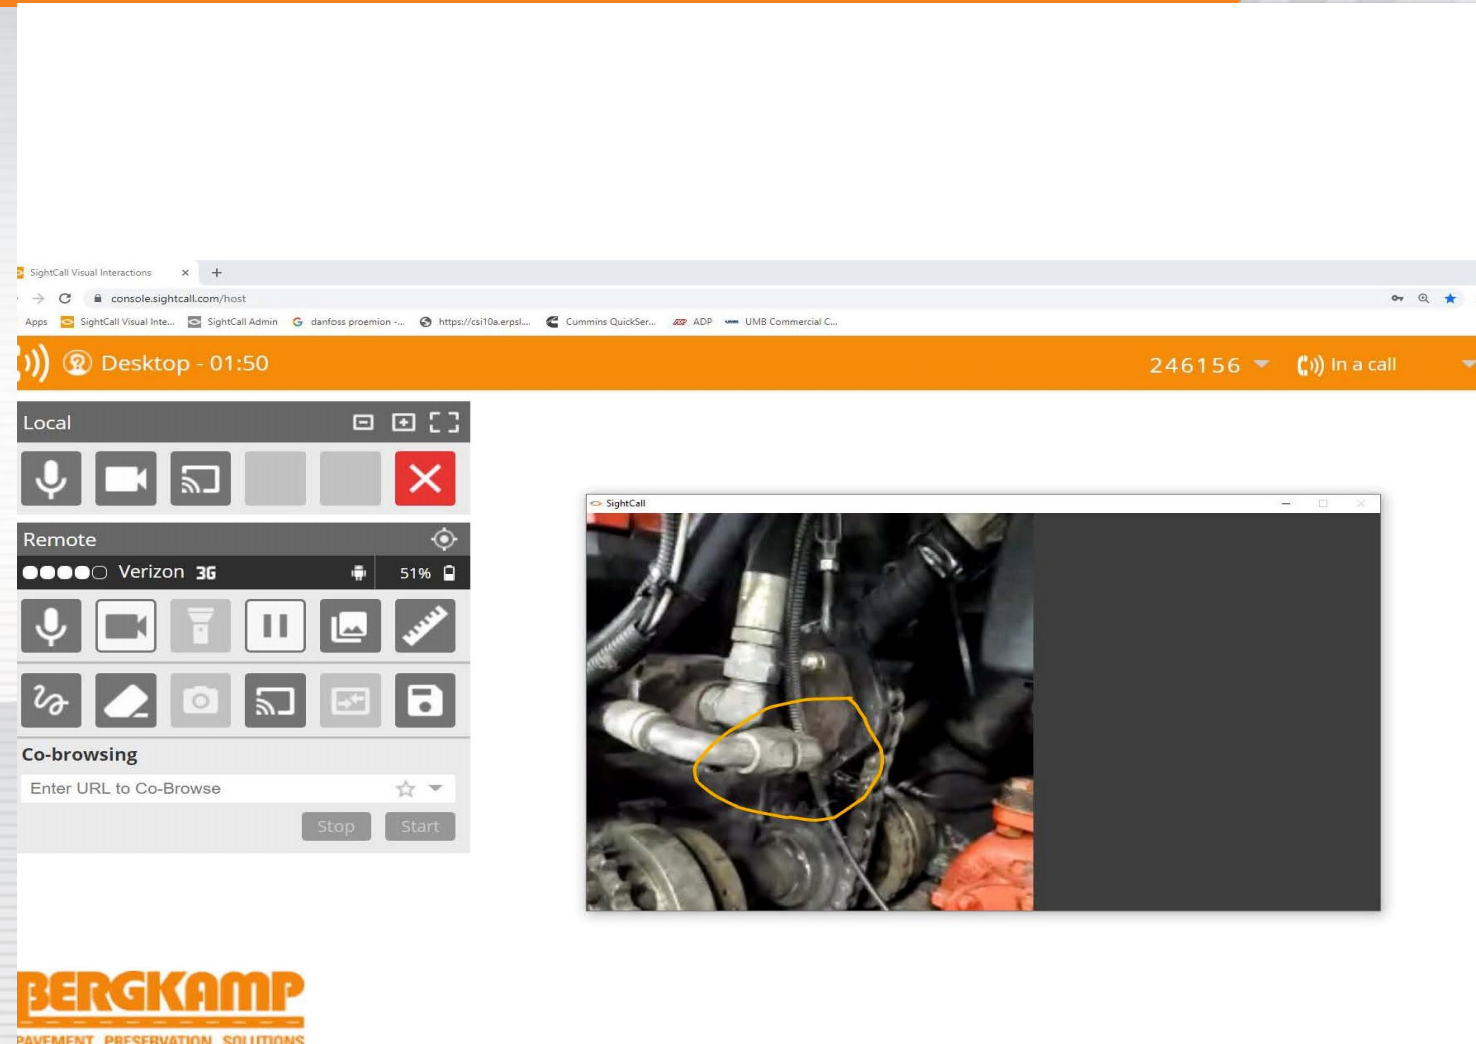 SightCall Visual Interactions
console.sightcall.com/host
Apps SightCall Visual Inte... SightCall Admin danfoss proemion -... https://csi10a.erpsl... Cummins QuickSer... ADP UMB Commercial C...
Desktop - 01:50 246156 In a call
Local
Remote
Verizon 3G 51%
Co-browsing
Enter URL to Co-Browse
Stop Start
SightCall
BERGKAMP
PAVEMENT PRESERVATION SOLUTIONS